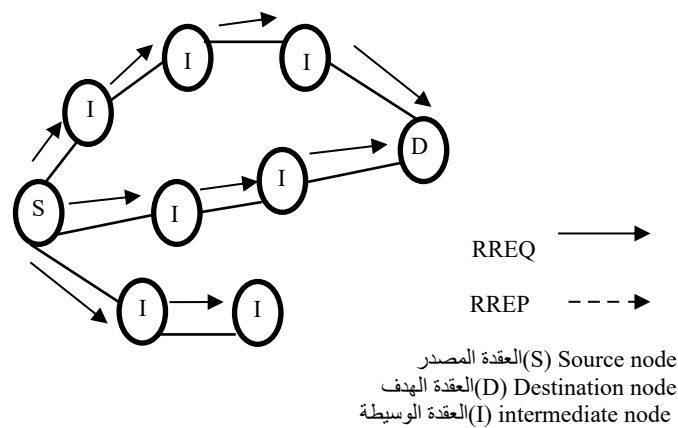 I
I
I
D
I
I
S
I
I
RREQ
RREP
العقدة المصدر(S) Source node
العقدة الهدف(D) Destination node
العقدة الوسيطة(I) intermediate node